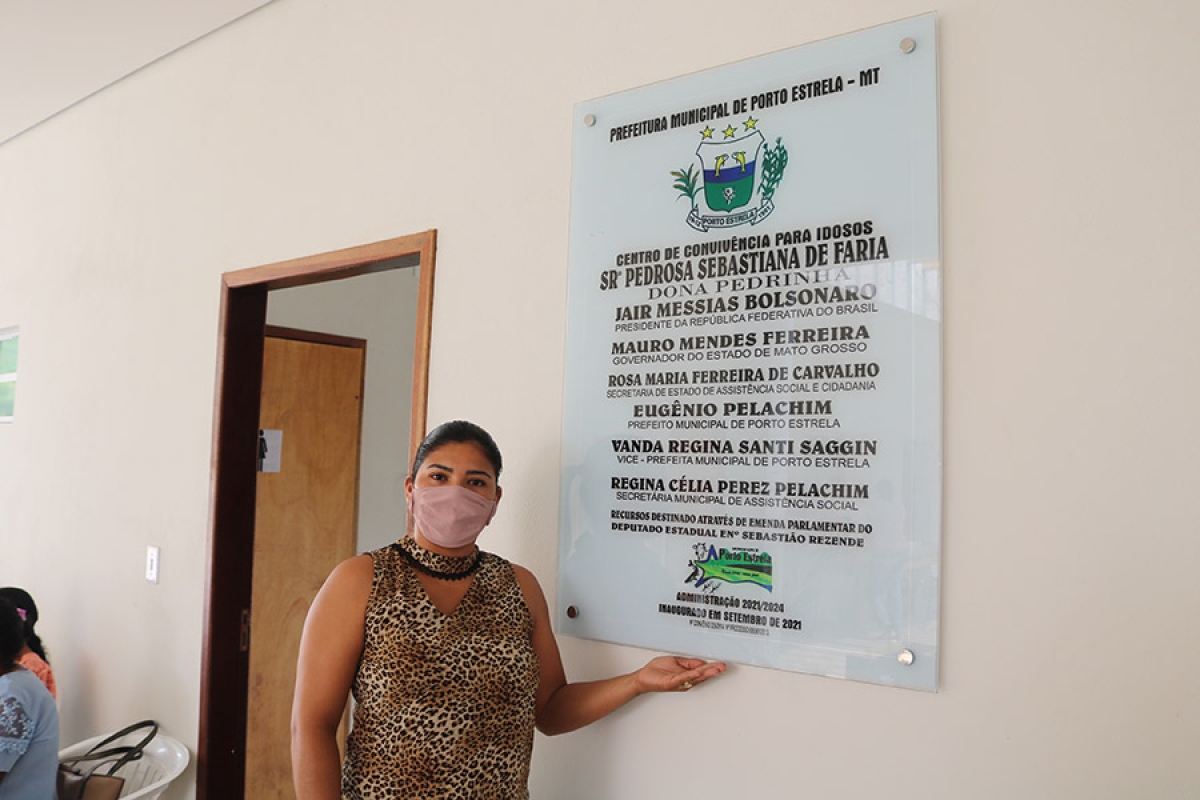 PREFEITURA MUNICIPAL DE PORTO ESTRELA - MT
PORTO ESTRELA
CENTRO DE CONVIVÊNCIA PARA IDOSOS
SRª PEDROSA SEBASTIANA DE FARIA
DONA PEDRINHA
JAIR MESSIAS BOLSONARO
PRESIDENTE DA REPÚBLICA FEDERATIVA DO BRASIL
MAURO MENDES FERREIRA
GOVERNADOR DO ESTADO DE MATO GROSSO
ROSA MARIA FERREIRA DE CARVALHO
SECRETARIA DE ESTADO DE ASSISTÊNCIA SOCIAL E CIDADANIA
EUGÊNIO PELACHIM
PREFEITO MUNICIPAL DE PORTO ESTRELA
VANDA REGINA SANTI SAGGIN
VICE - PREFEITA MUNICIPAL DE PORTO ESTRELA
REGINA CÉLIA PEREZ PELACHIM
SECRETÁRIA MUNICIPAL DE ASSISTÊNCIA SOCIAL
RECURSOS DESTINADO ATRAVÉS DE EMENDA PARLAMENTAR DO
DEPUTADO ESTADUAL ENº SEBASTIÃO REZENDE
Porto Estrela
ADMINISTRAÇÃO 2021/2024
INAUGURADO EM SETEMBRO DE 2021